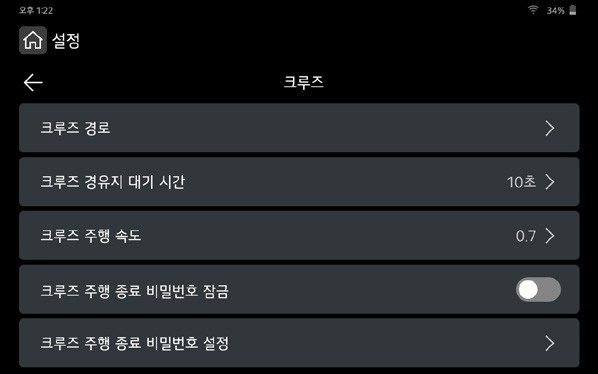 오후 1:22
34%
설정
크루즈
크루즈 경로
크루즈 경유지 대기 시간
10초
크루즈 주행 속도
0.7
크루즈 주행 종료 비밀번호 잠금
크루즈 주행 종료 비밀번호 설정